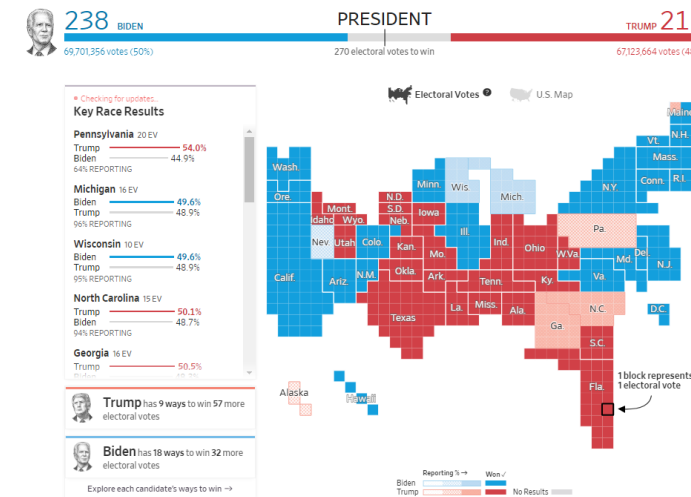 238 BIDEN
PRESIDENT
TRUMP 21
69,701,356 votes (50%)
270 electoral votes to win
67,123,664 votes (48
Checking for updates...
Key Race Results
Pennsylvania 20 EV
Trump 54.0%
Biden 44.9%
64% REPORTING
Michigan 16 EV
Biden 49.6%
Trump 48.9%
96% REPORTING
Wisconsin 10 EV
Biden 49.6%
Trump 48.9%
95% REPORTING
North Carolina 15 EV
Trump 50.1%
Biden 48.7%
94% REPORTING
Georgia 16 EV
Trump 50.5%
Trump has 9 ways to win 57 more
electoral votes
Biden has 18 ways to win 32 more
electoral votes
Explore each candidate's ways to win →
Electoral Votes ?
U.S. Map
Maine
Vt. N.H.
Wash. Minn. Wis. Mich. N.Y. Mass.
Conn. R.I.
Ore. Mont. N.D.
Idaho Wyo. S.D. Iowa
Neb.
Pa.
Nev. Utah Colo. Kan. Mo. Ill. Ind. Ohio W.Va. Md. Del. N.J.
Calif. Ariz. N.M. Okla. Ark. Tenn. Ky. Va.
Texas La. Miss. Ala. Ga. N.C. D.C.
S.C.
Fla.
Alaska
Hawaii
1 block represents
1 electoral vote
Reporting % → Won ✓
Biden
Trump No Results